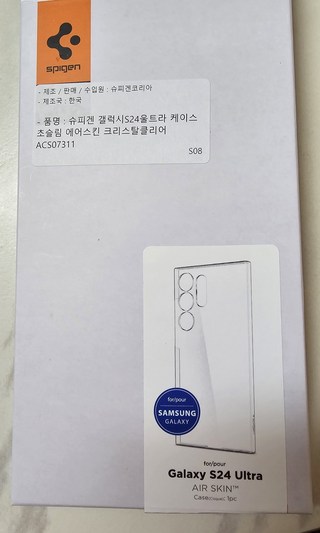 spigen
- 제조 / 판매 / 수입원 : 슈피겐코리아
- 제조국 : 한국
- 품명 : 슈피겐 갤럭시S24울트라 케이스
초슬림 에어스킨 크리스탈클리어
ACS07311
S08
for/pour
SAMSUNG
GALAXY
for/pour
Galaxy S24 Ultra
AIR SKIN™
Case/Coque: 1pc